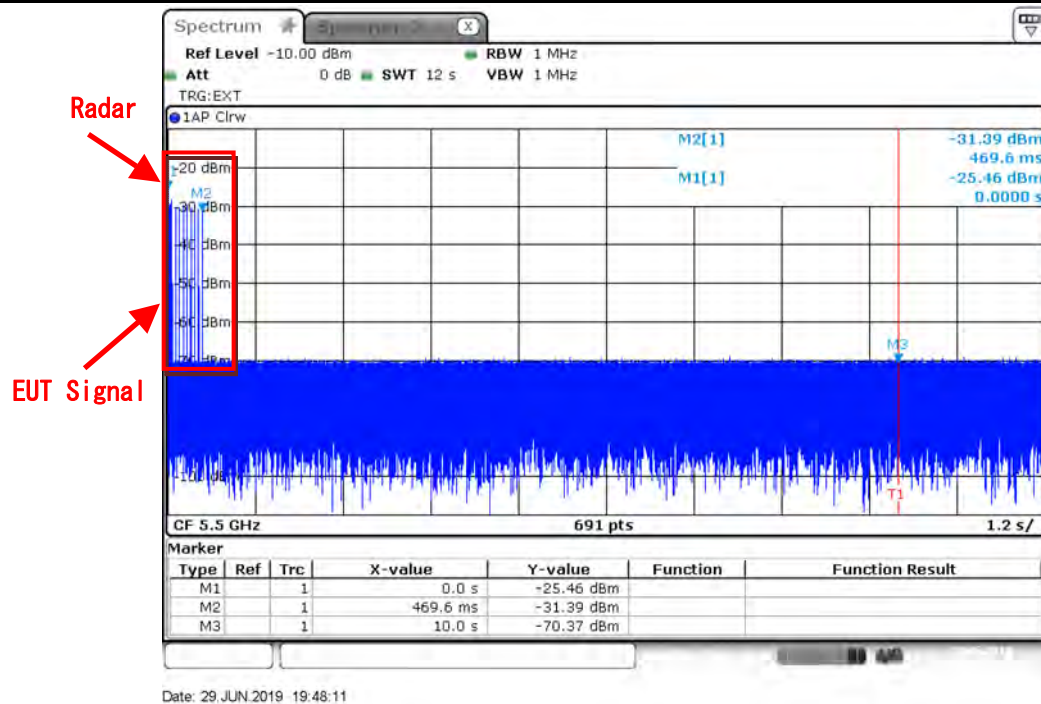 Spectrum X
Ref Level -10.00 dBm RBW 1 MHz
Att 0 dB SWT 12 s VBW 1 MHz
TRG:EXT
1AP Clrw
Radar
M2[1] -31.39 dBm
469.6 ms
M1[1] -25.46 dBm
0.0000 s
-20 dBm
M2
-30 dBm
-40 dBm
-50 dBm
-60 dBm
-70 dBm
M3
EUT Signal
T1
CF 5.5 GHz 691 pts 1.2 s/
Marker
Type Ref Trc X-value Y-value Function Function Result
M1 1 0.0 s -25.46 dBm
M2 1 469.6 ms -31.39 dBm
M3 1 10.0 s -70.37 dBm
Date: 29.JUN.2019 19:48:11